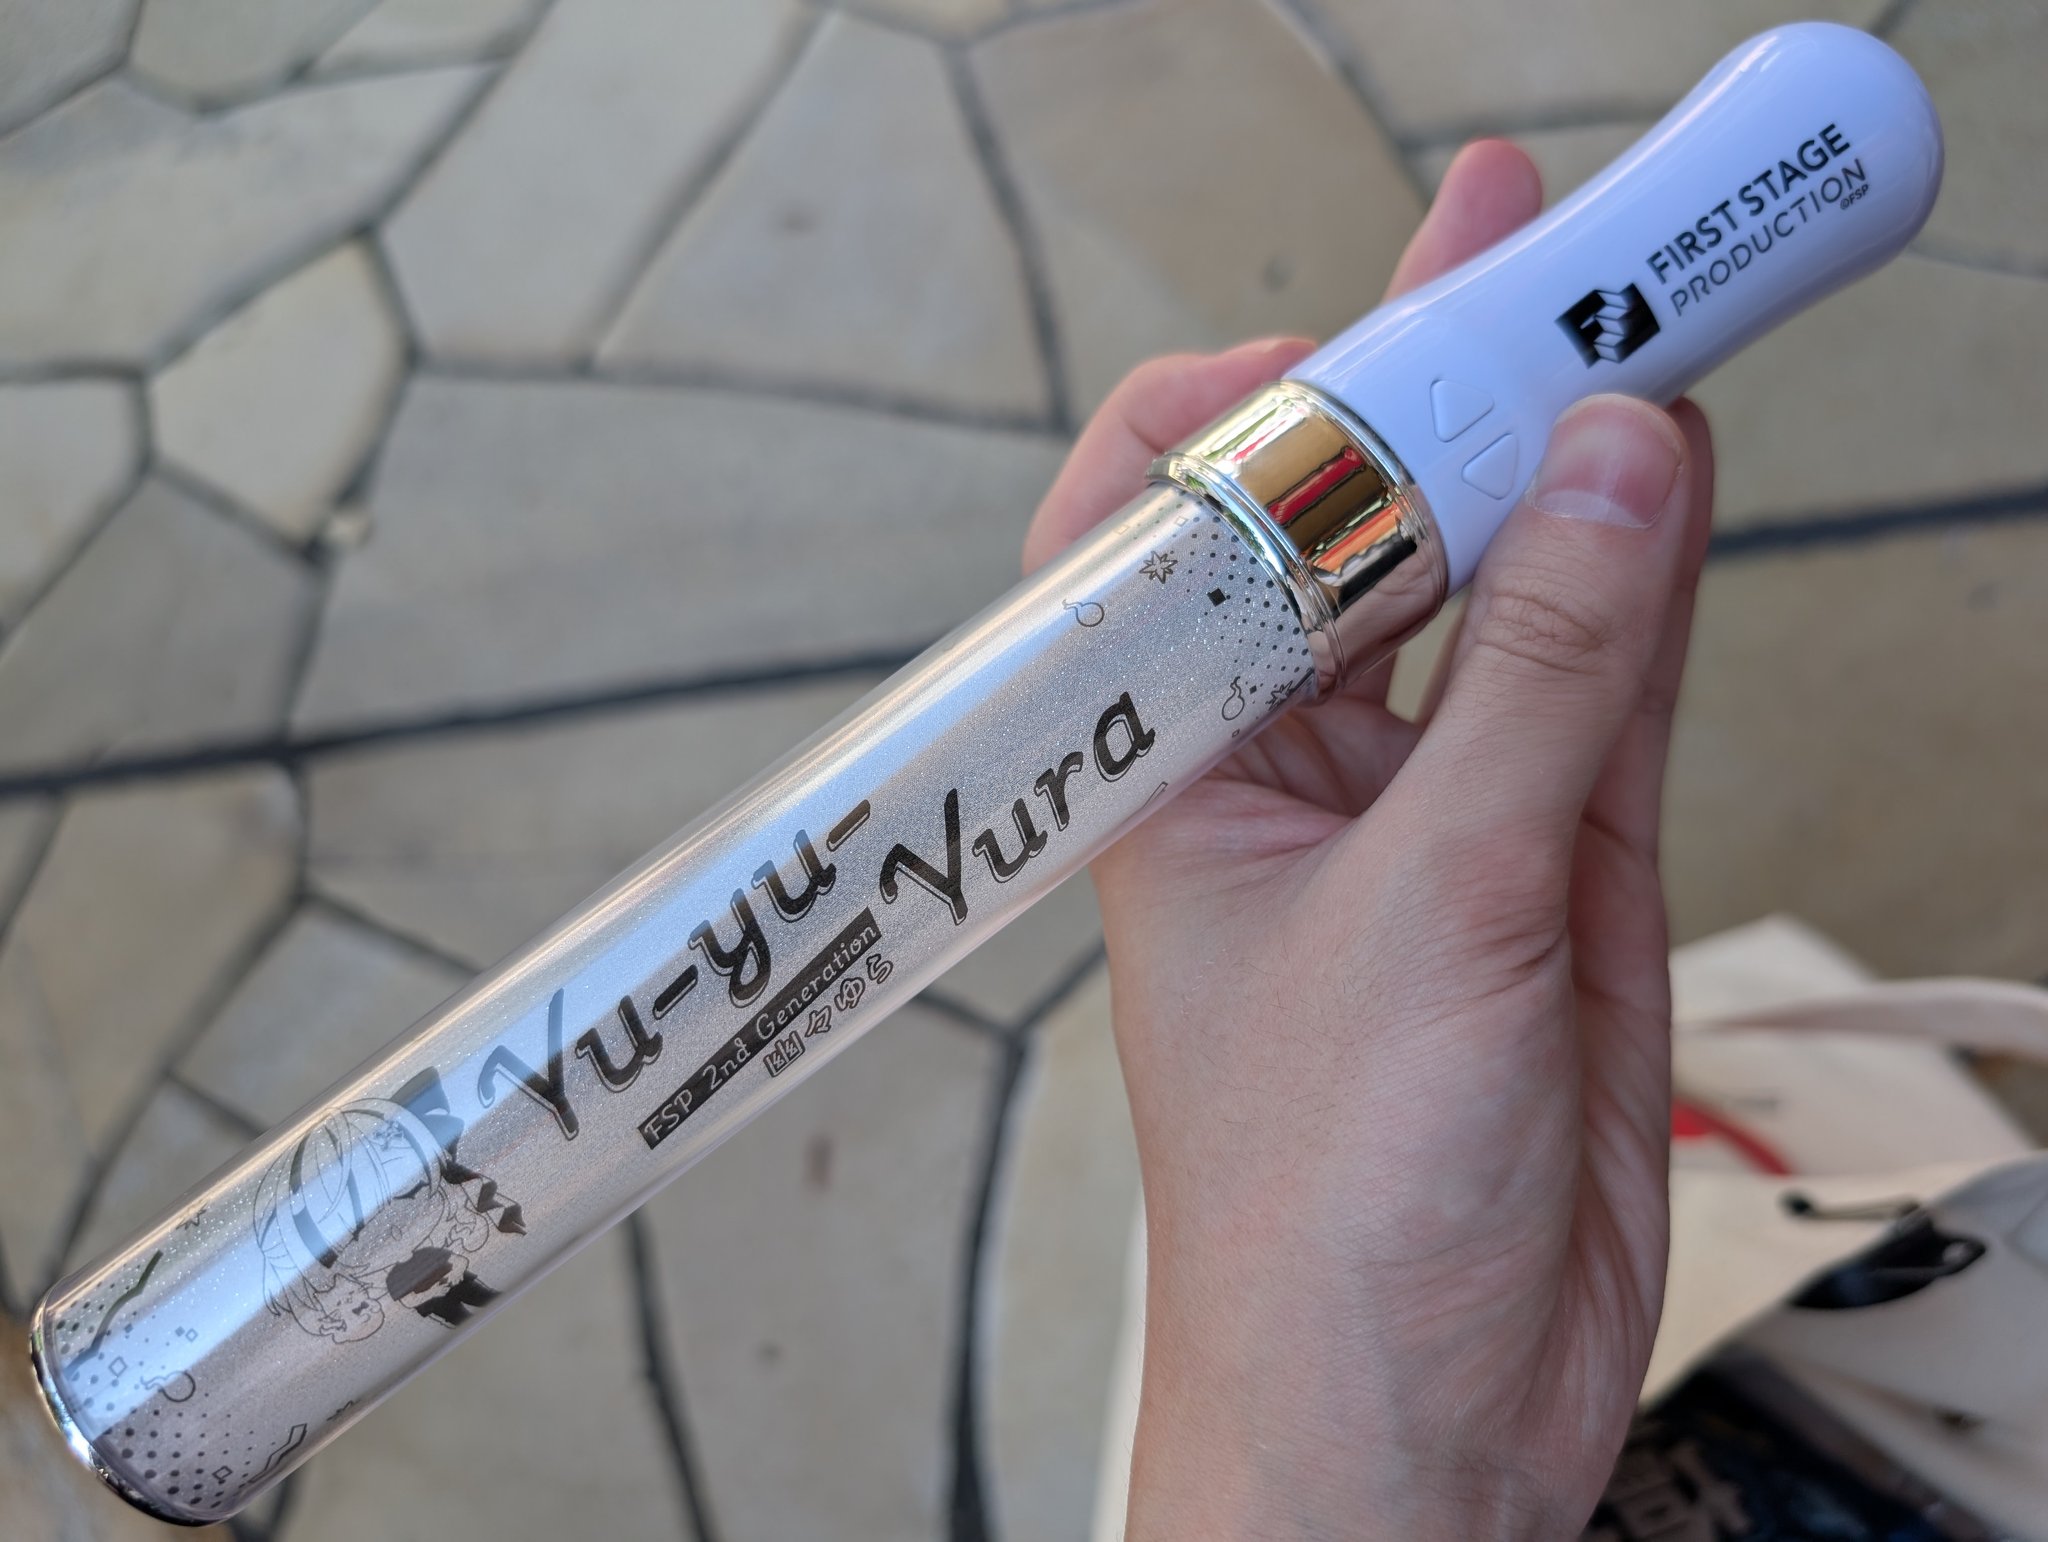 FIRST STAGE
PRODUCTION
©FSP
Yu-yu-
Yura
FSP 2nd Generation
幽々ゆら